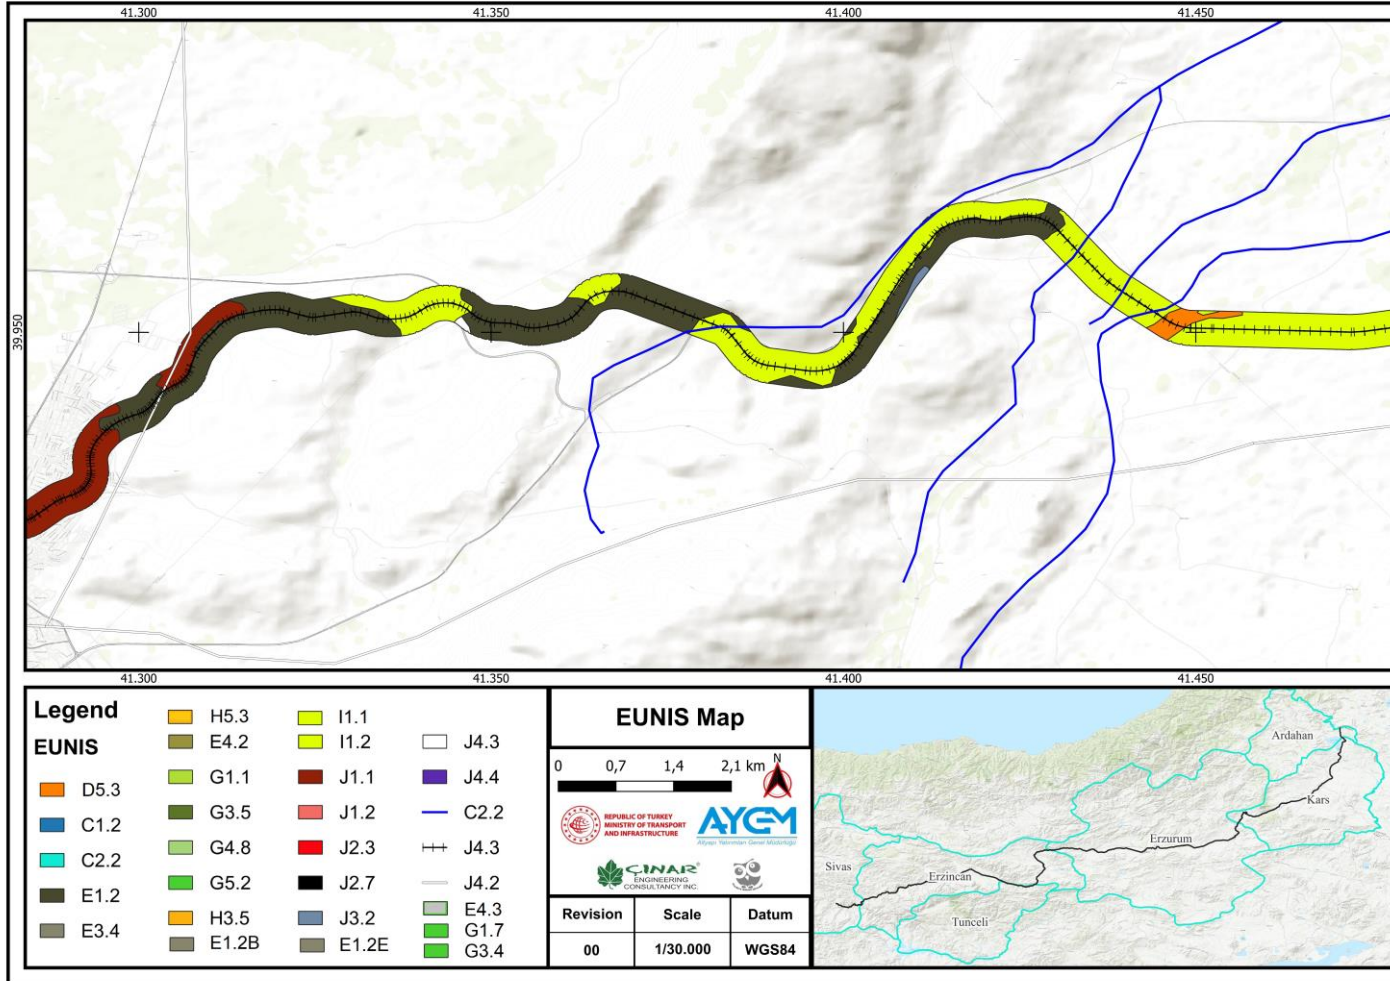 41.300 41.350 41.400 41.450
39.950
39.950
41.300 41.350 41.400 41.450
Legend
EUNIS
D5.3
C1.2
C2.2
E1.2
E3.4
H5.3
E4.2
G1.1
G3.5
G4.8
G5.2
H3.5
E1.2B
I1.1
I1.2
J1.1
J1.2
J2.3
J2.7
J3.2
E1.2E
J4.3
J4.4
C2.2
J4.3
J4.2
E4.3
G1.7
G3.4
EUNIS Map
0 0,7 1,4 2,1 km
N
REPUBLIC OF TURKEY
MINISTRY OF TRANSPORT
AND INFRASTRUCTURE
AYGM
Altyapı Yatırımları Genel Müdürlüğü
ÇINAR
ENGINEERING
CONSULTANCY INC.
Revision Scale Datum
00 1/30.000 WGS84
Ardahan
Kars
Erzurum
Sivas
Erzincan
Tunceli